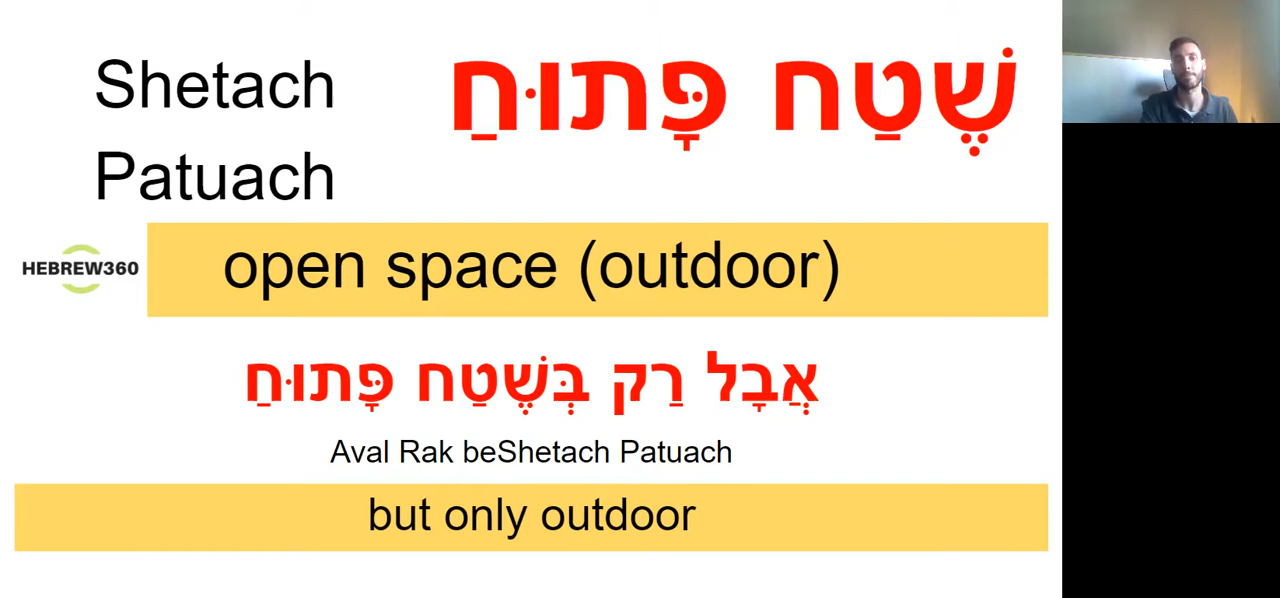 Shetach
Patuach
שֶׁטַח פָּתוּחַ
HEBREW360
open space (outdoor)
אֲבָל רַק בְּשֶׁטַח פָּתוּחַ
Aval Rak beShetach Patuach
but only outdoor